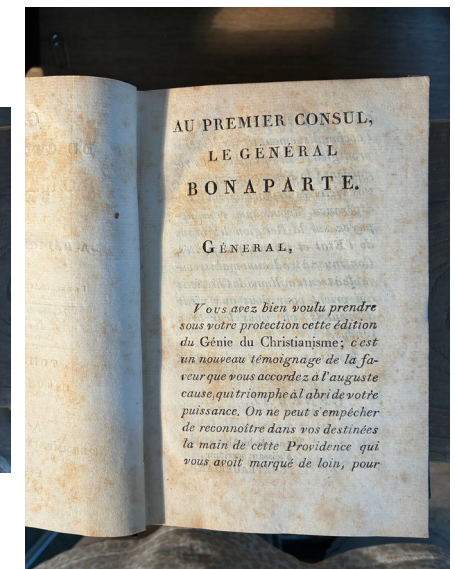 AU PREMIER CONSUL,
LE GÉNÉRAL
BONAPARTE.
GÉNERAL,
Vous avez bien voulu prendre
sous votre protection cette édition
du Génie du Christianisme; c'est
un nouveau témoignage de la fa-
veur que vous accordez à l'auguste
cause, qui triomphe à l'abri de votre
puissance. On ne peut s'empêcher
de reconnoître dans vos destinées
la main de cette Providence qui
vous avoit marqué de loin, pour